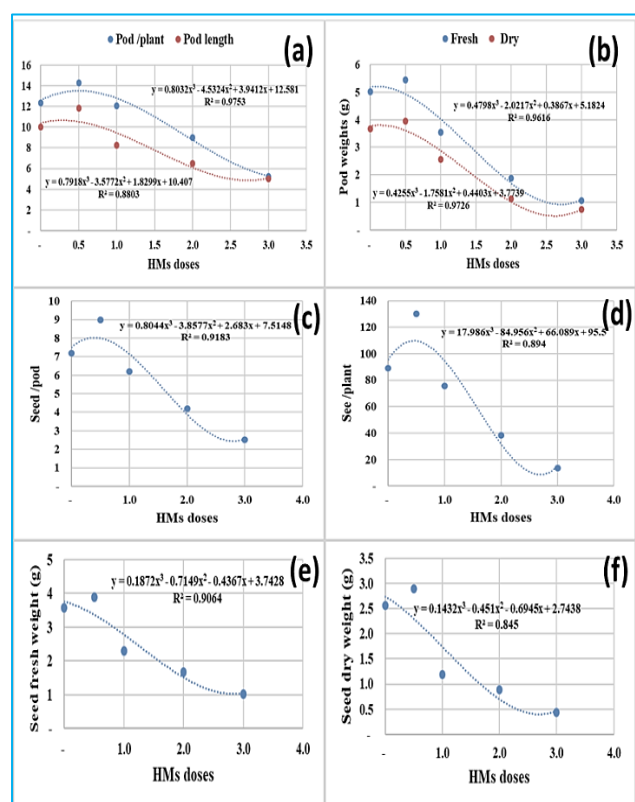 Pod /plant Pod length
(a)
16
14
12
10
8
6
4
2
-
y = 0.8032x³ - 4.5324x² + 3.9412x + 12.581
R² = 0.9753
y = 0.7918x³ - 3.5772x² + 1.8299x + 10.407
R² = 0.8803
- 0.5 1.0 1.5 2.0 2.5 3.0 3.5
HMs doses
Fresh Dry
(b)
Pod weights (g)
6
5
4
3
2
1
-
y = 0.4798x³ - 2.0217x² + 0.3867x + 5.1824
R² = 0.9616
y = 0.4255x³ - 1.7581x² + 0.4403x + 3.7739
R² = 0.9726
- 0.5 1.0 1.5 2.0 2.5 3.0 3.5
HMs doses
(c)
Seed /pod
10
9
8
7
6
5
4
3
2
1
-
y = 0.8044x³ - 3.8577x² + 2.683x + 7.5148
R² = 0.9183
- 1.0 2.0 3.0 4.0
HMs doses
(d)
See /plant
140
120
100
80
60
40
20
-
y = 17.986x³ - 84.956x² + 66.089x + 95.5
R² = 0.894
- 1.0 2.0 3.0 4.0
HMs doses
(e)
Seed fresh weight (g)
5
4
3
2
1
-
y = 0.1872x³ - 0.7149x² - 0.4367x + 3.7428
R² = 0.9064
- 1.0 2.0 3.0 4.0
HMs doses
(f)
Seed dry weight (g)
3.5
3.0
2.5
2.0
1.5
1.0
0.5
-
y = 0.1432x³ - 0.451x² - 0.6945x + 2.7438
R² = 0.845
- 1.0 2.0 3.0 4.0
HMs doses